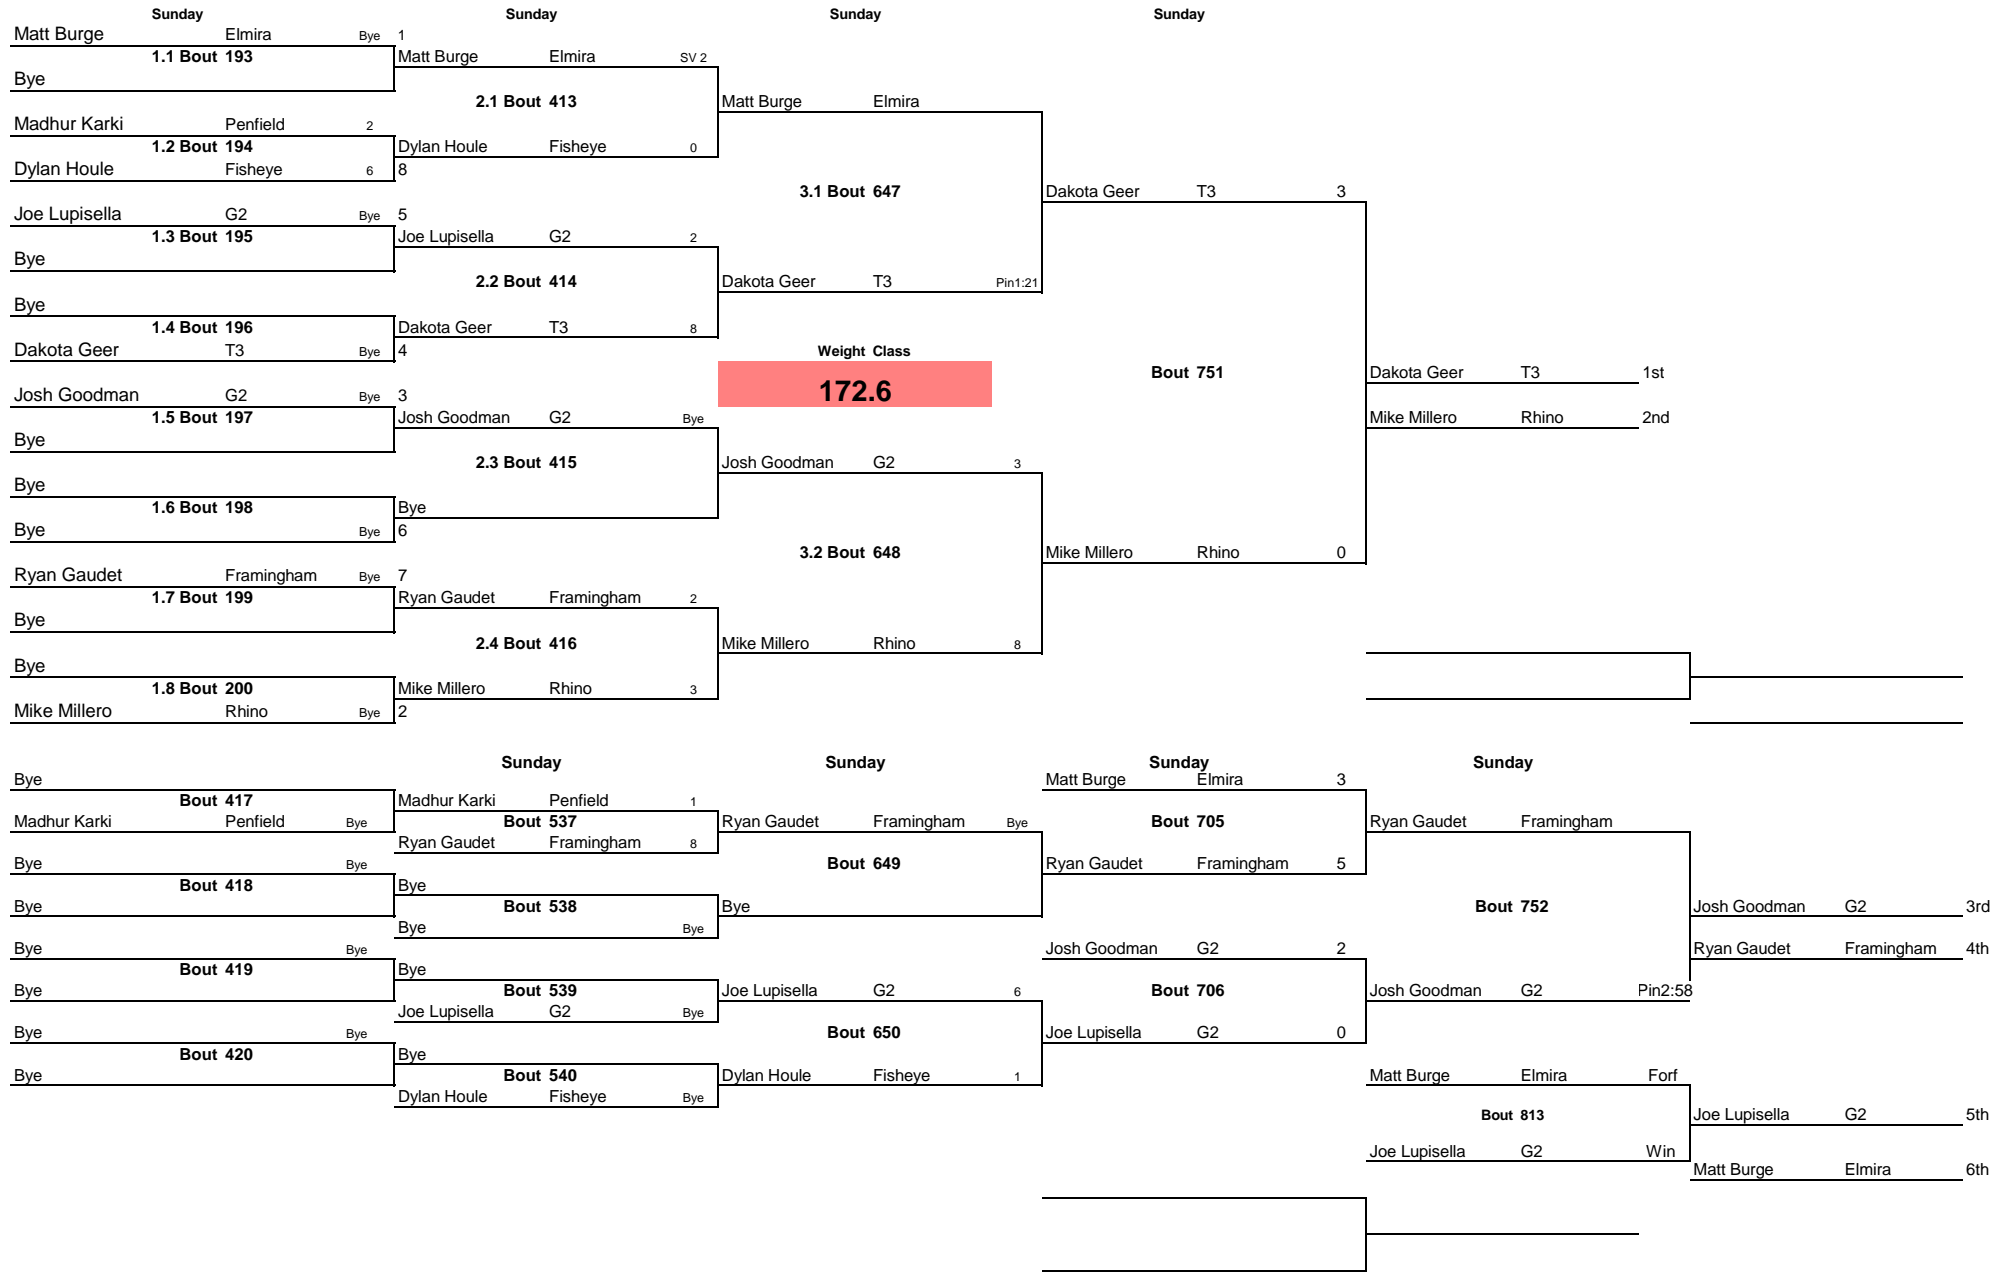 Sunday Sunday Sunday Sunday
Matt Burge Elmira Bye 1
1.1 Bout 193 Matt Burge Elmira SV 2
Bye
2.1 Bout 413 Matt Burge Elmira
Madhur Karki Penfield 2
1.2 Bout 194 Dylan Houle Fisheye 0
Dylan Houle Fisheye 6 8
3.1 Bout 647 Dakota Geer T3 3
Joe Lupisella G2 Bye 5
1.3 Bout 195 Joe Lupisella G2 2
Bye
2.2 Bout 414 Dakota Geer T3 Pin1:21
Bye
1.4 Bout 196 Dakota Geer T3 8
Dakota Geer T3 Bye 4 Weight Class
Bout 751 Dakota Geer T3 1st
172.6
Josh Goodman G2 Bye 3
1.5 Bout 197 Josh Goodman G2 Bye Mike Millero Rhino 2nd
Bye
2.3 Bout 415 Josh Goodman G2 3
Bye
1.6 Bout 198 Bye
Bye Bye 6
3.2 Bout 648 Mike Millero Rhino 0
Ryan Gaudet Framingham Bye 7
1.7 Bout 199 Ryan Gaudet Framingham 2
Bye
2.4 Bout 416 Mike Millero Rhino 8
Bye
1.8 Bout 200 Mike Millero Rhino 3
Mike Millero Rhino Bye 2
Sunday Sunday Sunday Sunday
Bye Matt Burge Elmira 3
Bout 417 Madhur Karki Penfield 1
Madhur Karki Penfield Bye Bout 537 Ryan Gaudet Framingham Bye Bout 705 Ryan Gaudet Framingham
Ryan Gaudet Framingham 8
Bye Bye Bout 649 Ryan Gaudet Framingham 5
Bout 418 Bye
Bye Bout 538 Bye Bout 752 Josh Goodman G2 3rd
Bye Bye
Bye Bye Josh Goodman G2 2 Ryan Gaudet Framingham 4th
Bout 419 Bye
Bye Bout 539 Joe Lupisella G2 6 Bout 706 Josh Goodman G2 Pin2:58
Joe Lupisella G2 Bye
Bye Bye Bout 650 Joe Lupisella G2 0
Bout 420 Bye
Bye Bout 540 Dylan Houle Fisheye 1 Matt Burge Elmira Forf
Dylan Houle Fisheye Bye
Bout 813 Joe Lupisella G2 5th
Joe Lupisella G2 Win
Matt Burge Elmira 6th